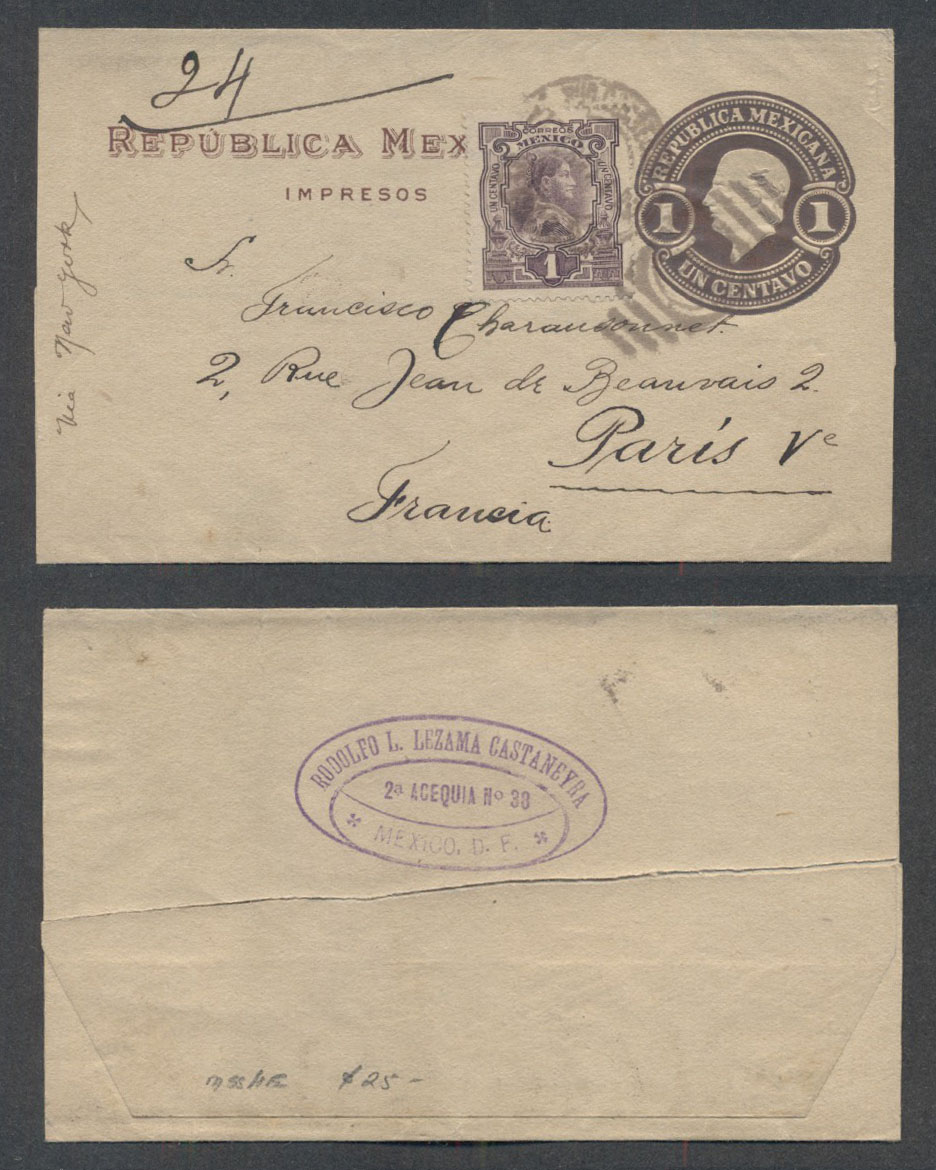 24
REPÚBLICA MEX
IMPRESOS
CORREOS
MEXICO
UN CENTAVO
UN CENTAVO
1
REPUBLICA MEXICANA
1 1
UN CENTAVO
Via New York
Sr.
Francisco Charausonnet.
2, Rue Jean de Beauvais 2.
París Ve
Francia
RODOLFO L. LEZAMA CASTANEYRA
2ª ACEQUIA Nº 38
MEXICO, D. F.
$25-